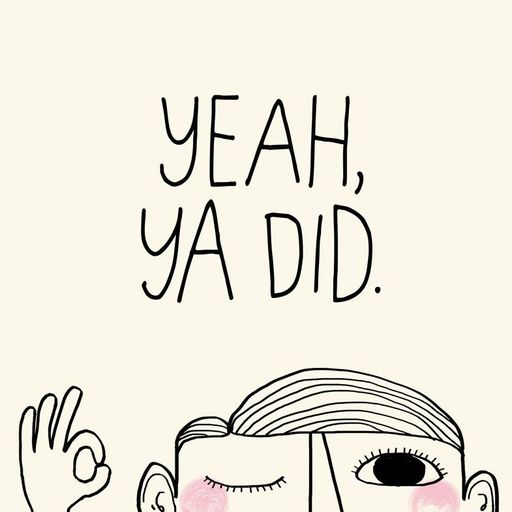 YEAH,
YA DID.